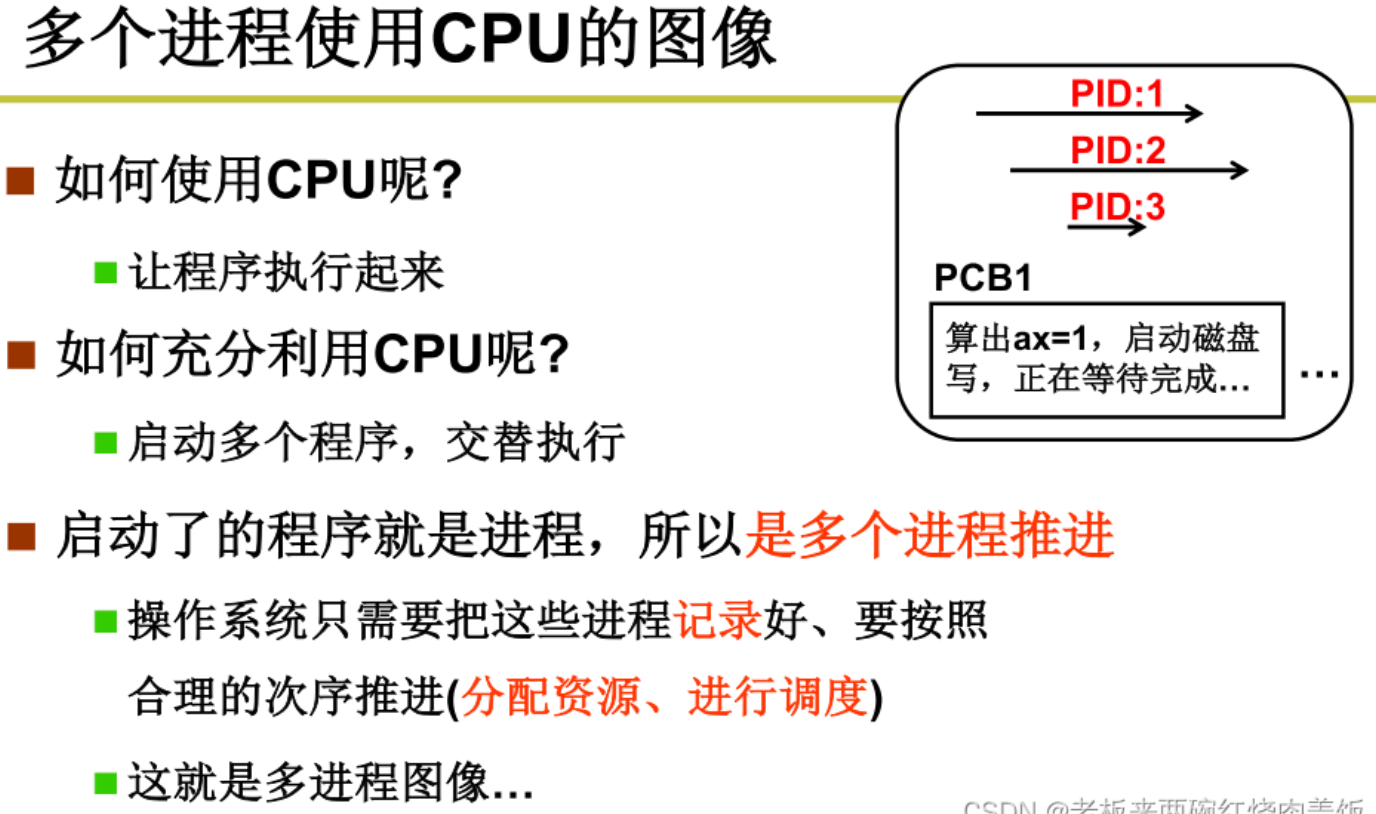 多个进程使用CPU的图像
如何使用CPU呢?
让程序执行起来
如何充分利用CPU呢?
启动多个程序，交替执行
启动了的程序就是进程，所以是多个进程推进
操作系统只需要把这些进程记录好、要按照
合理的次序推进(分配资源、进行调度)
这就是多进程图像…
PID:1
PID:2
PID:3
PCB1
算出ax=1，启动磁盘
写，正在等待完成…
…
CSDN @老板来两碗红烧肉盖饭